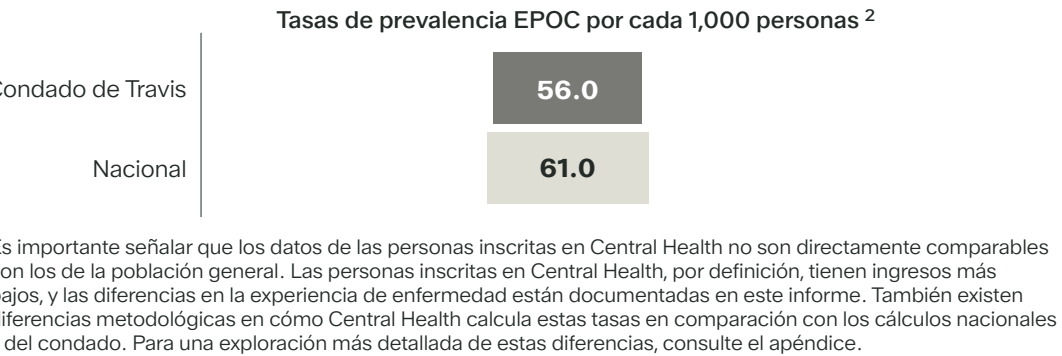 Tasas de prevalencia EPOC por cada 1,000 personas ²
Condado de Travis
56.0
Nacional
61.0
Es importante señalar que los datos de las personas inscritas en Central Health no son directamente comparables
con los de la población general. Las personas inscritas en Central Health, por definición, tienen ingresos más
bajos, y las diferencias en la experiencia de enfermedad están documentadas en este informe. También existen
diferencias metodológicas en cómo Central Health calcula estas tasas en comparación con los cálculos nacionales
del condado. Para una exploración más detallada de estas diferencias, consulte el apéndice.